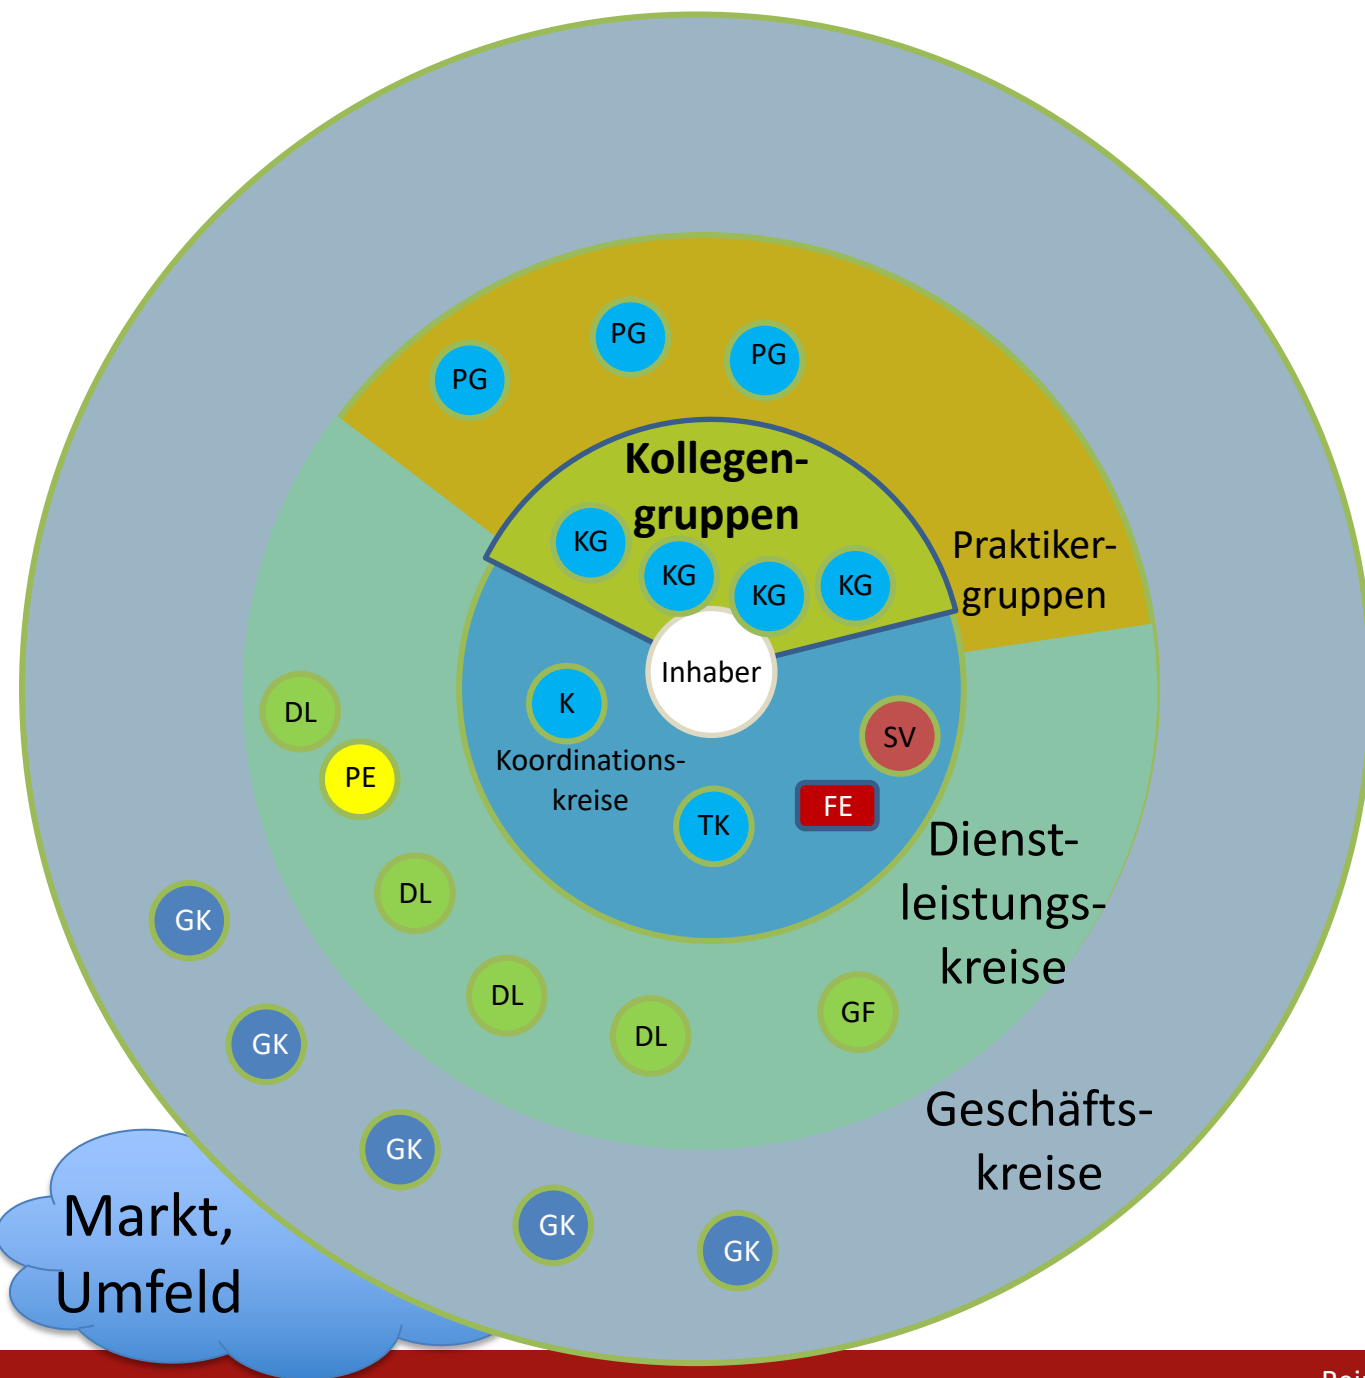 PG
PG
PG
Kollegen-
gruppen
KG
KG
KG
KG
Praktiker-
gruppen
Inhaber
K
Koordinations-
kreise
TK
FE
SV
DL
PE
DL
DL
DL
GF
Dienst-
leistungs-
kreise
GK
GK
GK
GK
GK
Geschäfts-
kreise
Markt,
Umfeld